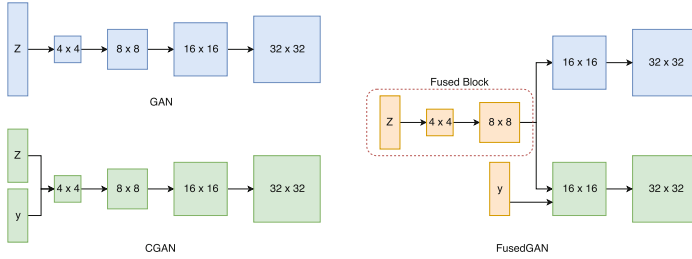 Z
4 x 4
8 x 8
16 x 16
32 x 32
GAN
Z
y
4 x 4
8 x 8
16 x 16
32 x 32
CGAN
Fused Block
Z
4 x 4
8 x 8
16 x 16
32 x 32
y
16 x 16
32 x 32
FusedGAN